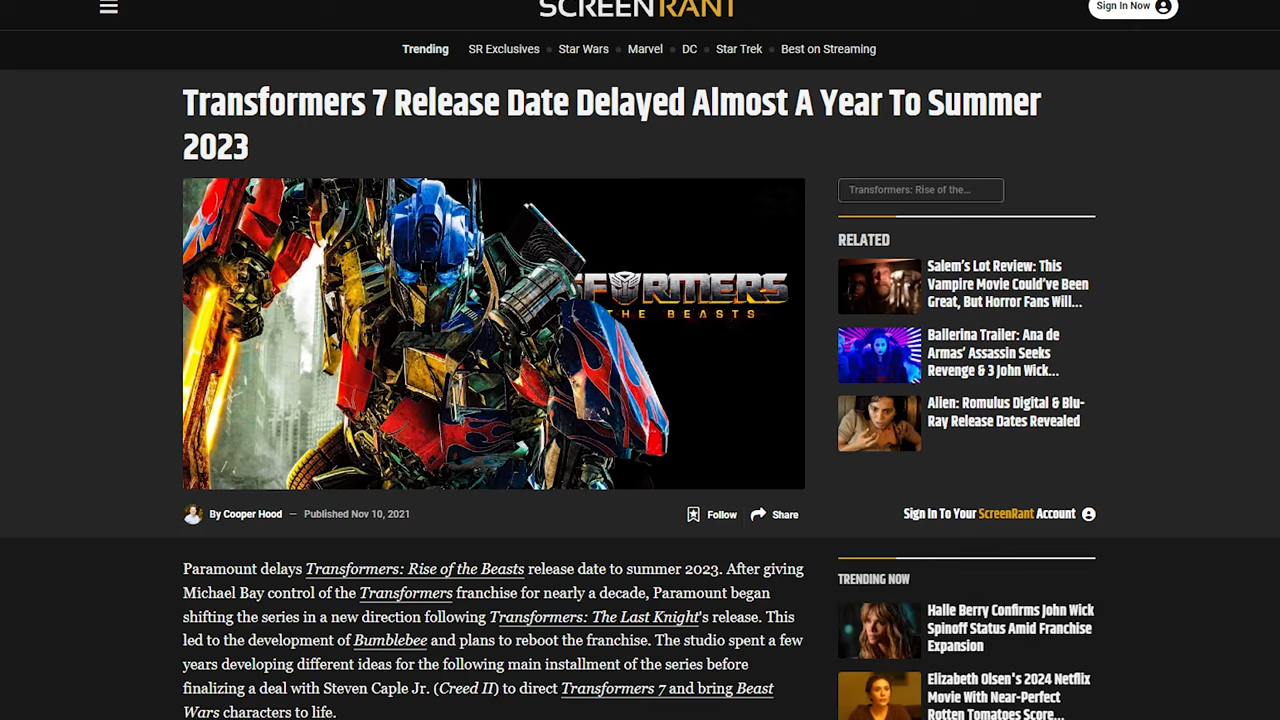 SCREENRANT
Sign In Now
Trending
SR Exclusives
Star Wars
Marvel
DC
Star Trek
Best on Streaming
Transformers 7 Release Date Delayed Almost A Year To Summer
2023
FORMERS
THE BEASTS
By Cooper Hood — Published Nov 10, 2021
Follow
Share
Paramount delays Transformers: Rise of the Beasts release date to summer 2023. After giving
Michael Bay control of the Transformers franchise for nearly a decade, Paramount began
shifting the series in a new direction following Transformers: The Last Knight's release. This
led to the development of Bumblebee and plans to reboot the franchise. The studio spent a few
years developing different ideas for the following main installment of the series before
finalizing a deal with Steven Caple Jr. (Creed II) to direct Transformers 7 and bring Beast
Wars characters to life.
Transformers: Rise of the...
RELATED
Salem's Lot Review: This
Vampire Movie Could've Been
Great, But Horror Fans Will...
Ballerina Trailer: Ana de
Armas' Assassin Seeks
Revenge & 3 John Wick...
Alien: Romulus Digital & Blu-
Ray Release Dates Revealed
Sign In To Your ScreenRant Account
TRENDING NOW
Halle Berry Confirms John Wick
Spinoff Status Amid Franchise
Expansion
Elizabeth Olsen's 2024 Netflix
Movie With Near-Perfect
Rotten Tomatoes Score...